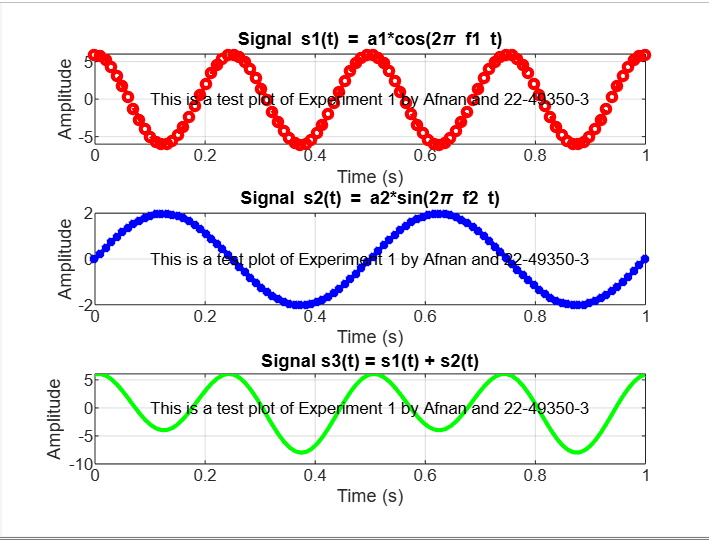 Signal s1(t) = a1*cos(2π f1 t)
5
0
-5
Amplitude
This is a test plot of Experiment 1 by Afnan and 22-49350-3
0 0.2 0.4 0.6 0.8 1
Time (s)
Signal s2(t) = a2*sin(2π f2 t)
2
0
-2
Amplitude
This is a test plot of Experiment 1 by Afnan and 22-49350-3
0 0.2 0.4 0.6 0.8 1
Time (s)
Signal s3(t) = s1(t) + s2(t)
5
0
-5
-10
Amplitude
This is a test plot of Experiment 1 by Afnan and 22-49350-3
0 0.2 0.4 0.6 0.8 1
Time (s)